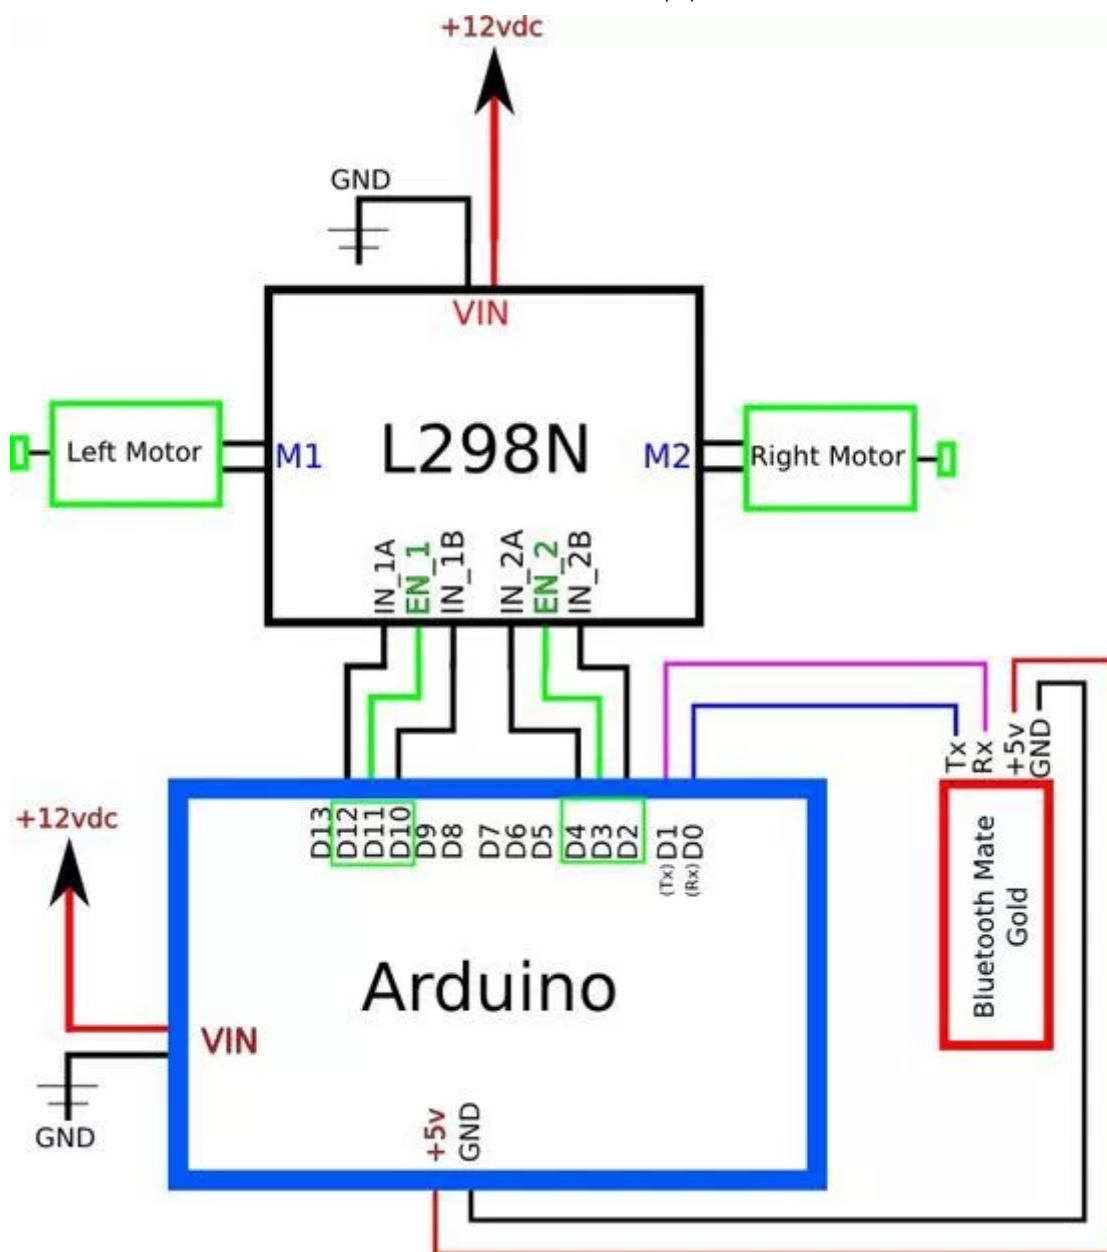 +12vdc
GND
VIN
Left Motor
M1
L298N
M2
Right Motor
IN_1A
EN_1
IN_1B
IN_2A
EN_2
IN_2B
Tx
Rx
+5v
GND
+12vdc
D13
D12
D11
D10
D9
D8
D7
D6
D5
D4
D3
D2
D1
D0
(Tx)
(Rx)
Bluetooth Mate
Gold
Arduino
VIN
GND
+5v
GND